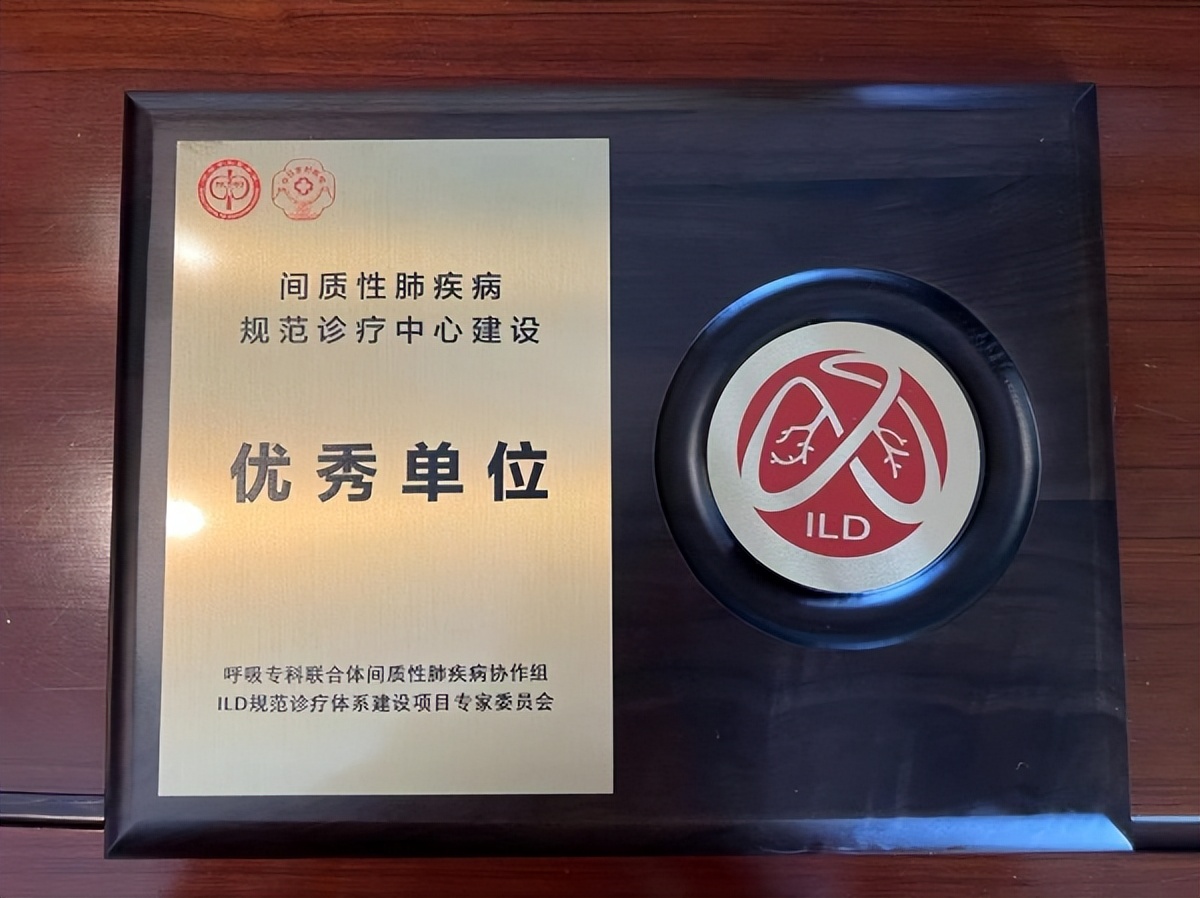 间质性肺疾病
规范诊疗中心建设
优秀单位
呼吸专科联合体间质性肺疾病协作组
ILD规范诊疗体系建设项目专家委员会
ILD